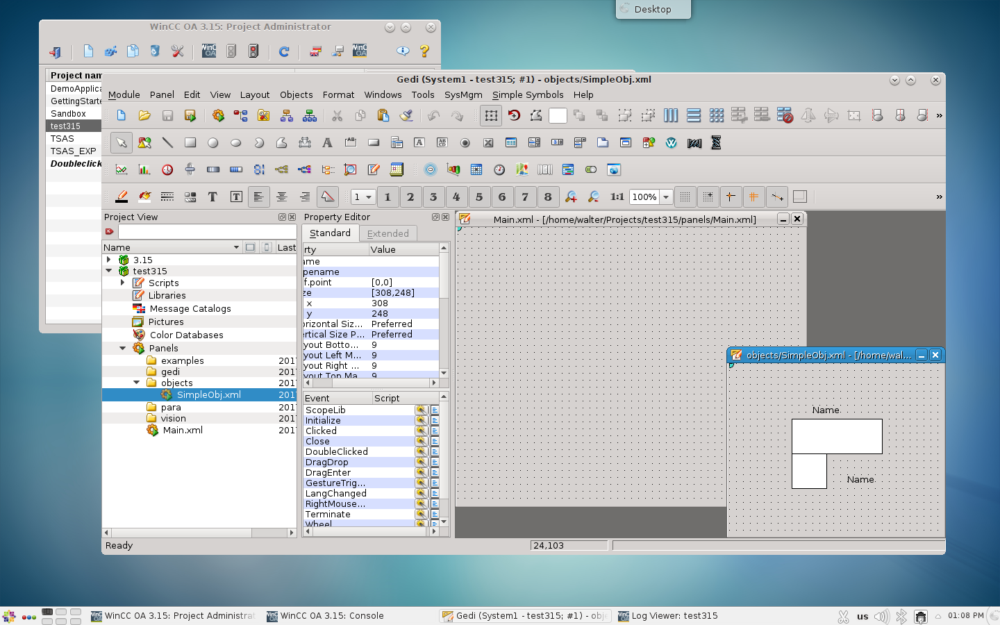 Desktop
WinCC OA 3.15: Project Administrator
Project nam
DemoApplica
GettingStarte
Sandbox
test315
TSAS
TSAS_EXP
Doubleclick
Gedi (System1 - test315; #1) - objects/SimpleObj.xml
Module Panel Edit View Layout Objects Format Windows Tools SysMgm Simple Symbols Help
1 1 2 3 4 5 6 7 8 1:1 100%
Project View
Name Last
3.15
test315
Scripts
Libraries
Message Catalogs
Pictures
Color Databases
Panels
examples 201
gedi 201
objects 201
SimpleObj.xml 201
para 201
vision 201
Main.xml 201
Property Editor
Standard Extended
rty Value
ame
pename
f.point [0,0]
ze [308,248]
x 308
y 248
orizontal Siz... Preferred
ertical Size P... Preferred
yout Botto... 9
yout Left M... 9
yout Right ... 9
yout Top Ma... 9
Event Script
ScopeLib
Initialize
Clicked
Close
DoubleClicked
DragDrop
DragEnter
GestureTrig...
LangChanged
RightMouse...
Terminate
Wheel
Main.xml - [/home/walter/Projects/test315/panels/Main.xml]
objects/SimpleObj.xml - [/home/wal...
Name
Name
Ready 24,103
WinCC OA 3.15: Project Administrat
WinCC OA 3.15: Console
Gedi (System1 - test315; #1) - obje
Log Viewer: test315
us
01:08 PM